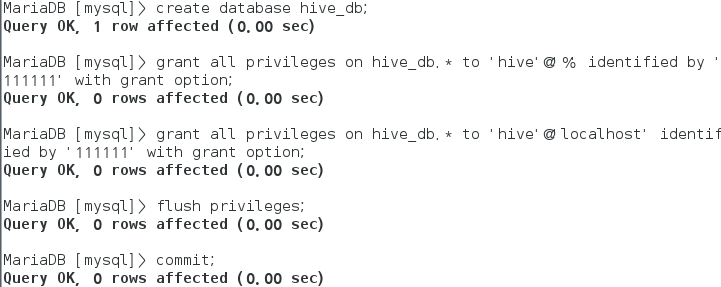 MariaDB [mysql]> create database hive_db;
Query OK, 1 row affected (0.00 sec)
MariaDB [mysql]> grant all privileges on hive_db.* to 'hive'@ % identified by '
111111' with grant option;
Query OK, 0 rows affected (0.00 sec)
MariaDB [mysql]> grant all privileges on hive_db.* to 'hive'@ localhost' identif
ied by '111111' with grant option;
Query OK, 0 rows affected (0.00 sec)
MariaDB [mysql]> flush privileges;
Query OK, 0 rows affected (0.00 sec)
MariaDB [mysql]> commit;
Query OK, 0 rows affected (0.00 sec)